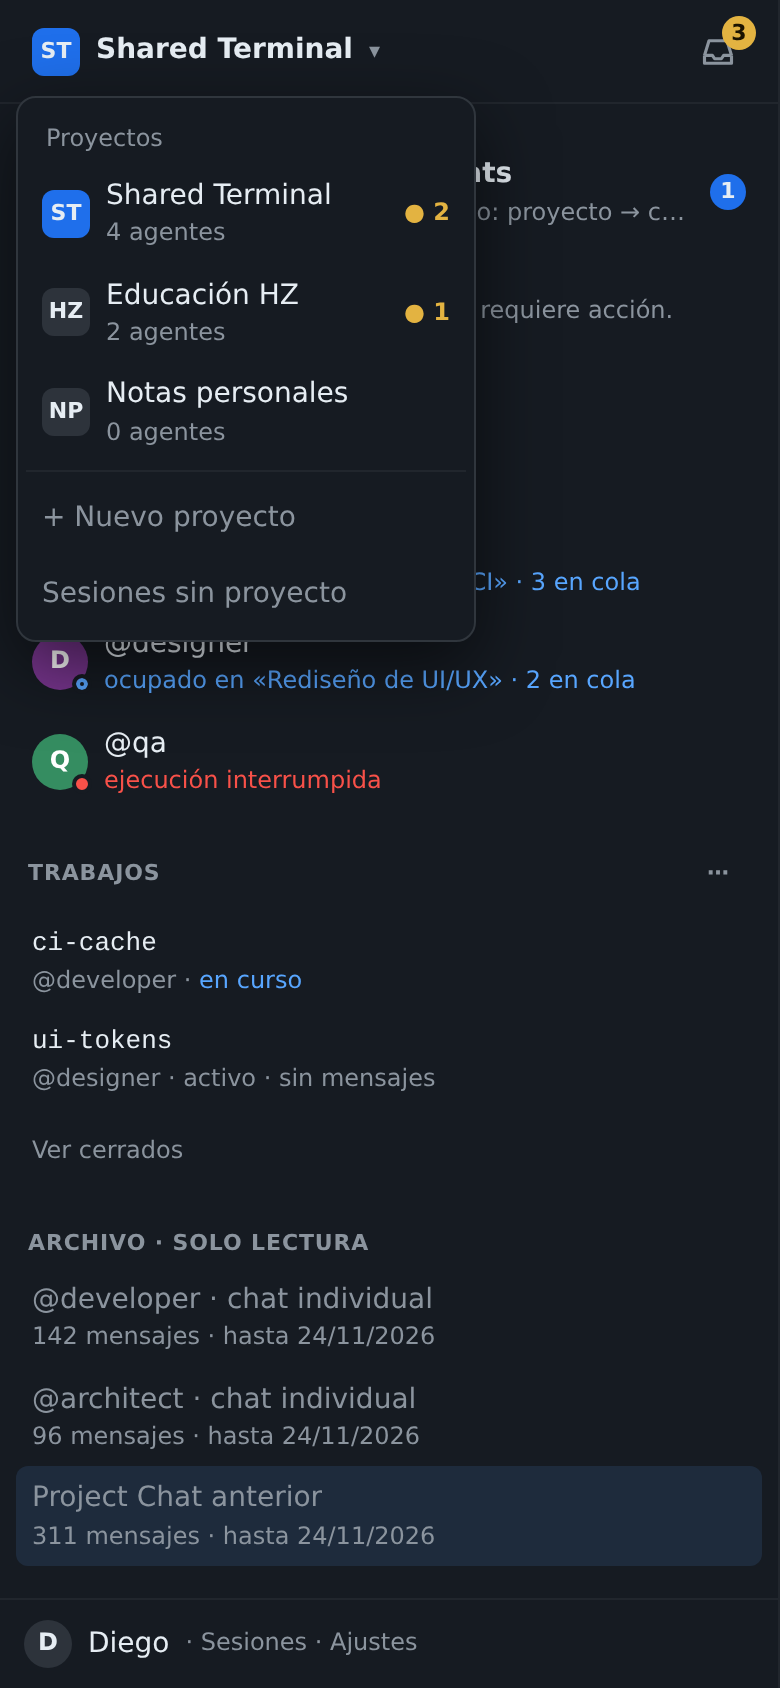 ST Shared Terminal ▾ 3
Proyectos
ST Shared Terminal ● 2
4 agentes
HZ Educación HZ ● 1
2 agentes
NP Notas personales
0 agentes
+ Nuevo proyecto
Sesiones sin proyecto
nts
o: proyecto → c... 1
requiere acción.
CI» · 3 en cola
D @designer
ocupado en «Rediseño de UI/UX» · 2 en cola
Q @qa
ejecución interrumpida
TRABAJOS ...
ci-cache
@developer · en curso
ui-tokens
@designer · activo · sin mensajes
Ver cerrados
ARCHIVO · SOLO LECTURA
@developer · chat individual
142 mensajes · hasta 24/11/2026
@architect · chat individual
96 mensajes · hasta 24/11/2026
Project Chat anterior
311 mensajes · hasta 24/11/2026
D Diego · Sesiones · Ajustes